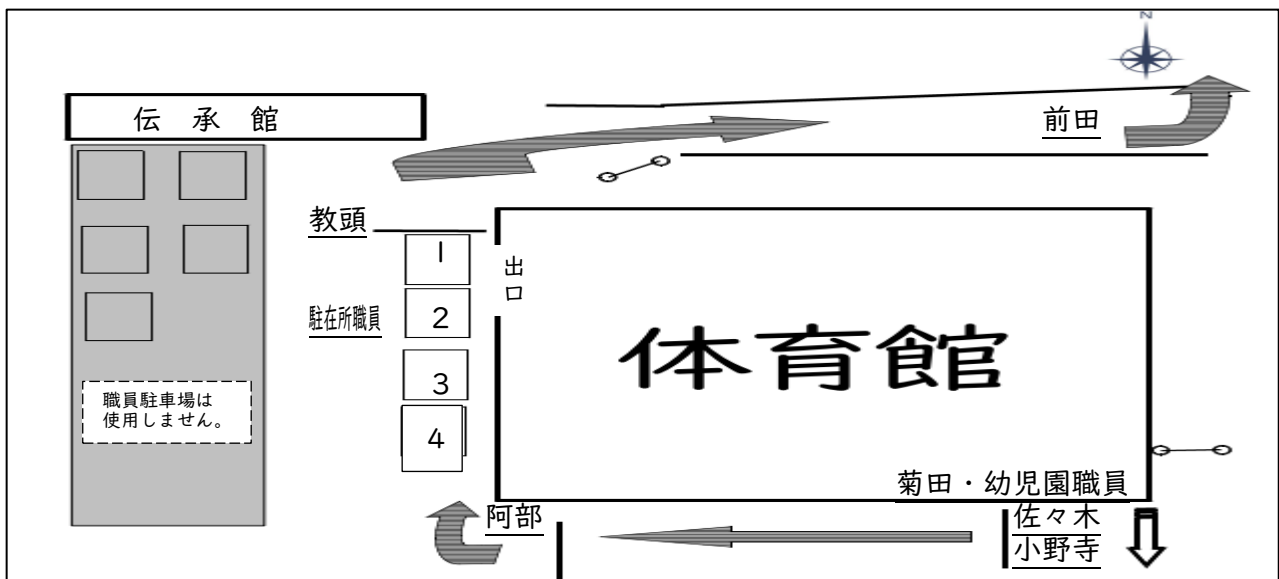 N
伝 承 館
前田
教頭
1
出
口
駐在所職員
2
体育館
3
職員駐車場は
使用しません。
4
菊田・幼児園職員
阿部
佐々木
小野寺